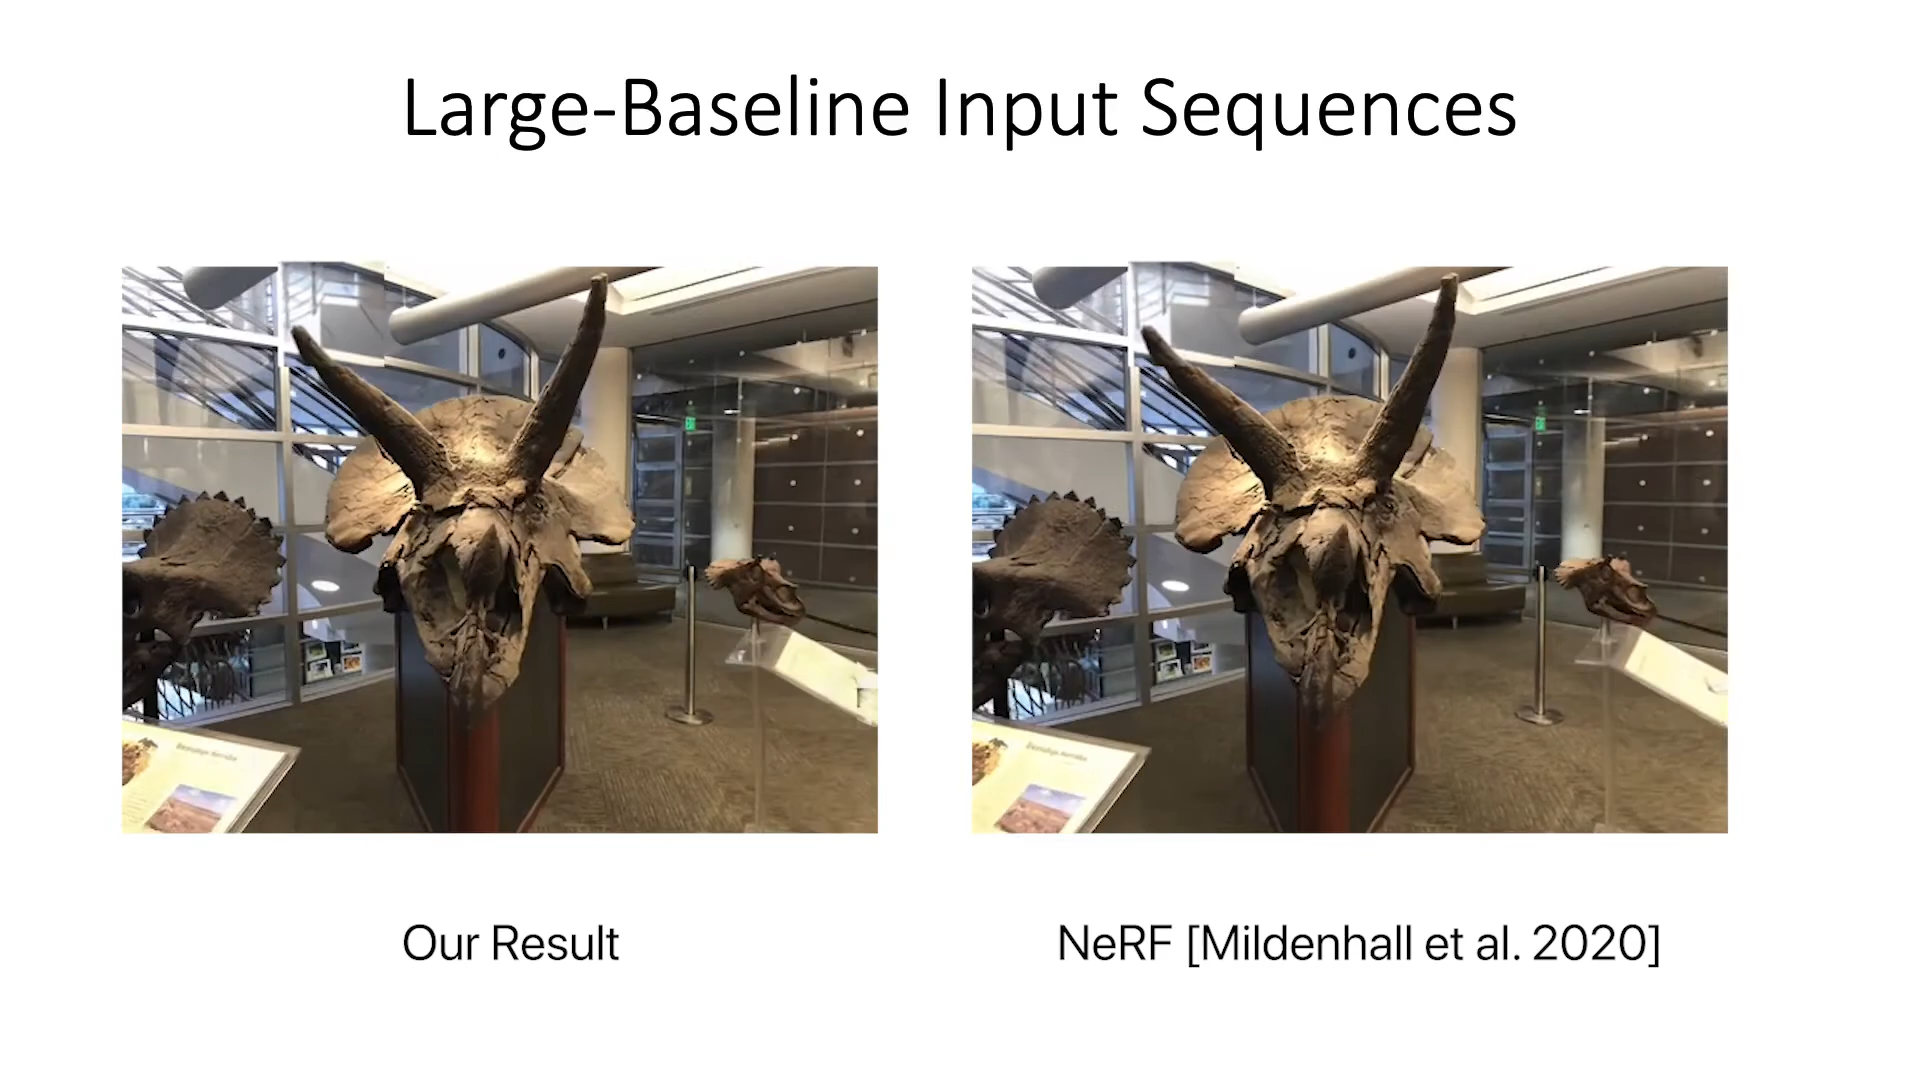 Large-Baseline Input Sequences
Our Result
NeRF [Mildenhall et al. 2020]